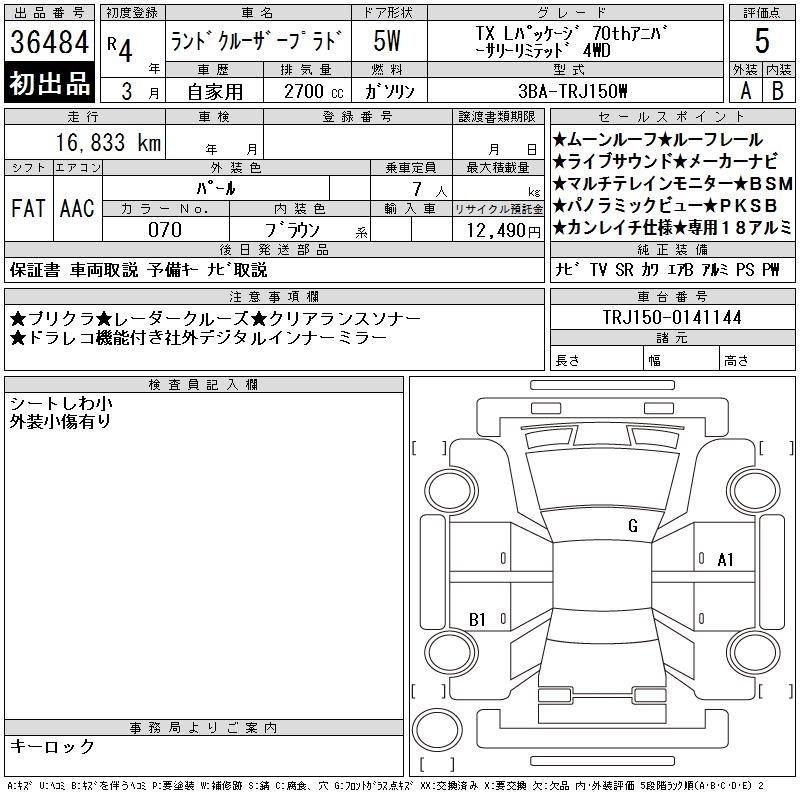 出品番号
36484
初出品
初度登録
R4年
3月
車名
ﾗﾝﾄﾞｸﾙｰｻﾞｰﾌﾟﾗﾄﾞ
ドア形状
5W
グレード
TX Lﾊﾟｯｹｰｼﾞ 70thｱﾆﾊﾞ
ｰｻﾘｰﾘﾐﾃｯﾄﾞ 4WD
評価点
5
車歴
自家用
排気量
2700 CC
燃料
ｶﾞｿﾘﾝ
型式
3BA-TRJ150W
外装 内装
A B
走行
16,833 km
車検
年 月
登録番号
譲渡書類期限
月 日
セールスポイント
★ムーンルーフ★ルーフレール
★ライブサウンド★メーカーナビ
★マルチテレインモニター★BSM
★パノラミックビュー★PKSB
★カンレイチ仕様★専用18アルミ
シフト
FAT
エアコン
AAC
外装色
ﾊﾟｰﾙ
乗車定員
7人
最大積載量
kg
カラーNo.
070
内装色
ﾌﾞﾗｳﾝ 系
輸入車
リサイクル預託金
12,490円
後日発送部品
保証書 車両取説 予備ｷｰ ﾅﾋﾞ取説
純正装備
ﾅﾋﾞ TV SR ｶﾜ ｴｱB ｱﾙﾐ PS PW
注意事項欄
★プリクラ★レーダークルーズ★クリアランスソナー
★ドラレコ機能付き社外デジタルインナーミラー
車台番号
TRJ150-0141144
諸元
長さ 幅 高さ
検査員記入欄
シートしわ小
外装小傷有り
G
A1
B1
事務局よりご案内
キーロック
A:ｷｽﾞ U:ﾍｺﾐ B:ｷｽﾞを伴うﾍｺﾐ P:要塗装 W:補修跡 S:錆 C:腐食、穴 G:ﾌﾛﾝﾄｶﾞﾗｽ点ｷｽﾞ XX:交換済み X:要交換 欠:欠品 内･外装評価 5段階ﾗﾝｸ順(A･B･C･D･E) 2